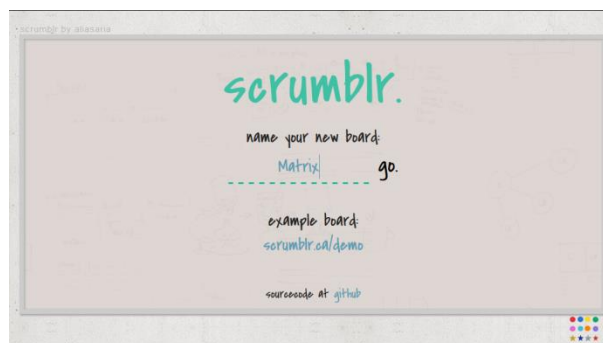 scrumblr by aliasaria
scrumblr.
name your new board:
Matrix go.
example board:
scrumblr.ca/demo
sourcecode at github